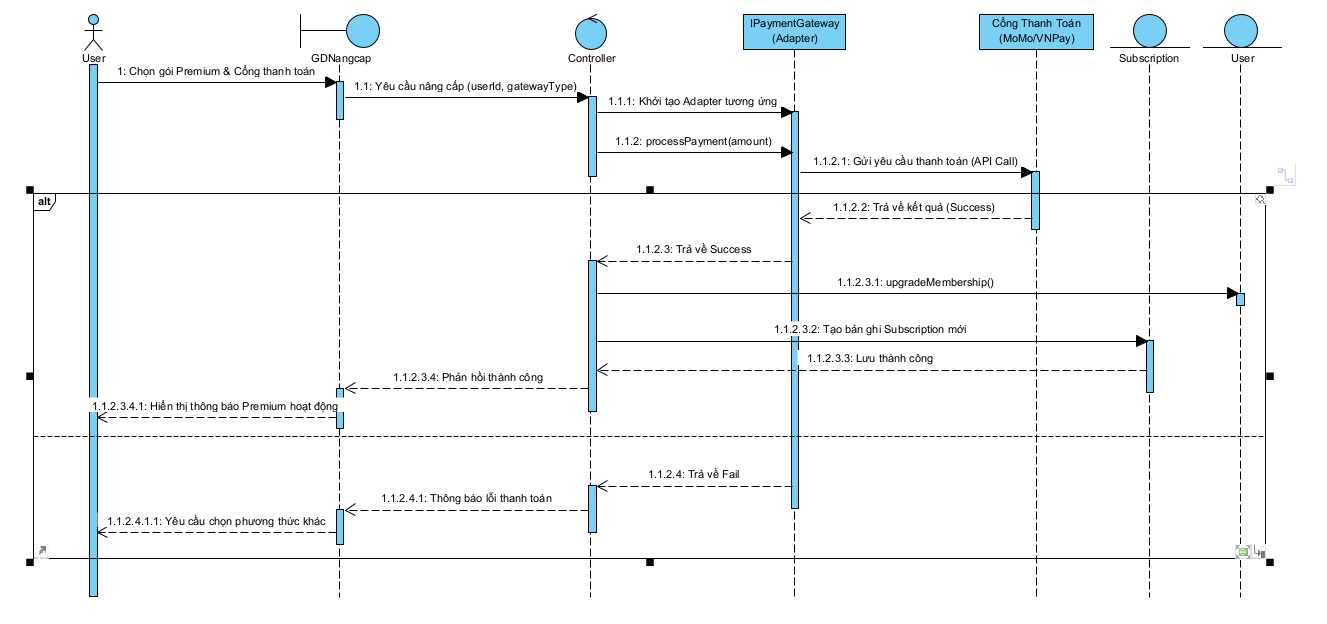 IPaymentGateway
(Adapter)
Cổng Thanh Toán
(MoMo/VNPay)
User
GDNangcap
Controller
Subscription
User
1: Chọn gói Premium & Cổng thanh toán
1.1: Yêu cầu nâng cấp (userId, gatewayType)
1.1.1: Khởi tạo Adapter tương ứng
1.1.2: processPayment(amount)
1.1.2.1: Gửi yêu cầu thanh toán (API Call)
alt
1.1.2.2: Trả về kết quả (Success)
1.1.2.3: Trả về Success
1.1.2.3.1: upgradeMembership()
1.1.2.3.2: Tạo bản ghi Subscription mới
1.1.2.3.3: Lưu thành công
1.1.2.3.4: Phản hồi thành công
1.1.2.3.4.1: Hiển thị thông báo Premium hoạt động
1.1.2.4: Trả về Fail
1.1.2.4.1: Thông báo lỗi thanh toán
1.1.2.4.1.1: Yêu cầu chọn phương thức khác